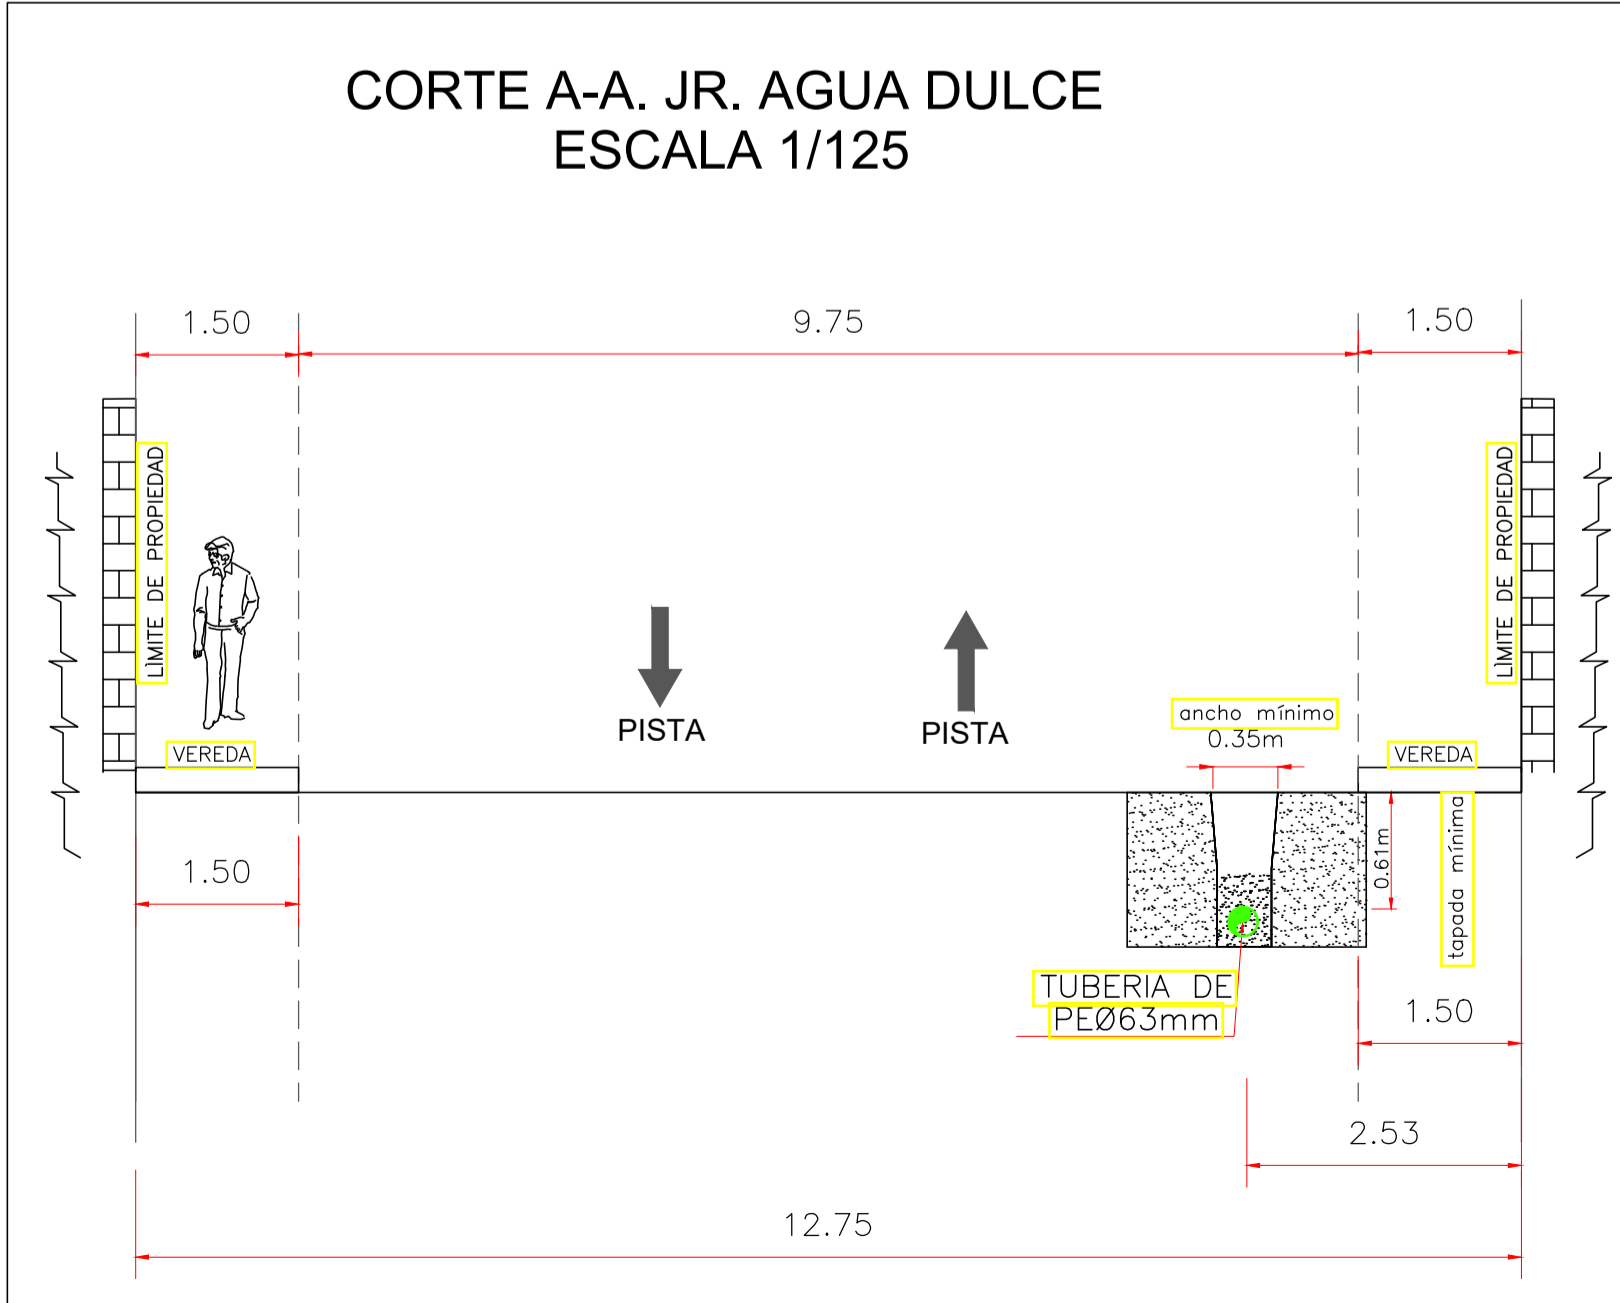 CORTE A-A. JR. AGUA DULCE
ESCALA 1/125
1.50
9.75
1.50
LÌMITE DE PROPIEDAD
LÌMITE DE PROPIEDAD
PISTA
PISTA
ancho mínimo
0.35m
VEREDA
VEREDA
1.50
0.61m
tapada mínima
TUBERIA DE
PEØ63mm
1.50
2.53
12.75